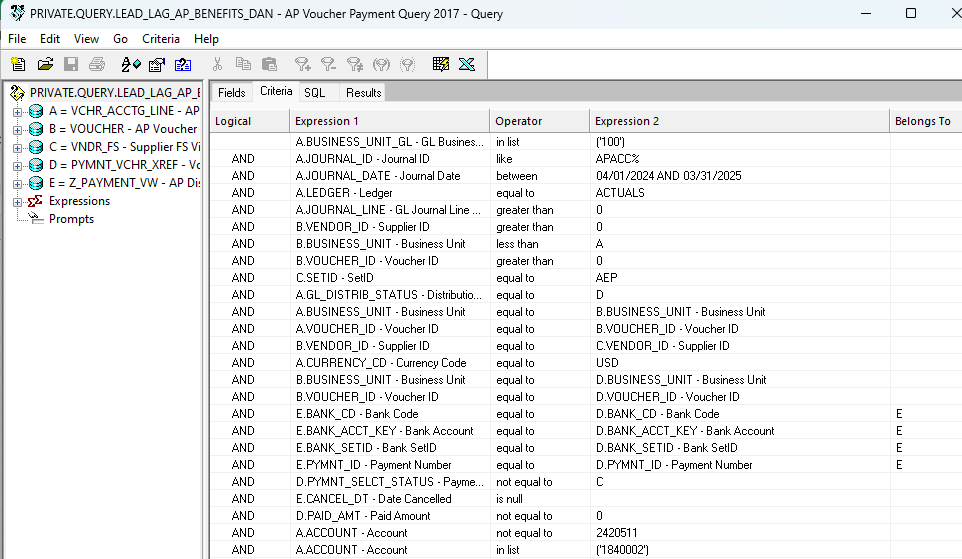 PRIVATE.QUERY.LEAD_LAG_AP_BENEFITS_DAN - AP Voucher Payment Query 2017 - Query
File Edit View Go Criteria Help
PRIVATE.QUERY.LEAD_LAG_AP_E
A = VCHR_ACCTG_LINE - AP
B = VOUCHER - AP Voucher
C = VNDR_FS - Supplier FS Vi
D = PYMNT_VCHR_XREF - Vc
E = Z_PAYMENT_VW - AP Dis
Expressions
Prompts
Fields Criteria SQL Results
Logical Expression 1 Operator Expression 2 Belongs To
A.BUSINESS_UNIT_GL - GL Busines... in list ('100')
AND A.JOURNAL_ID - Journal ID like APACC%
AND A.JOURNAL_DATE - Journal Date between 04/01/2024 AND 03/31/2025
AND A.LEDGER - Ledger equal to ACTUALS
AND A.JOURNAL_LINE - GL Journal Line ... greater than 0
AND B.VENDOR_ID - Supplier ID greater than 0
AND B.BUSINESS_UNIT - Business Unit less than A
AND B.VOUCHER_ID - Voucher ID greater than 0
AND C.SETID - SetID equal to AEP
AND A.GL_DISTRIB_STATUS - Distributio... equal to D
AND A.BUSINESS_UNIT - Business Unit equal to B.BUSINESS_UNIT - Business Unit
AND A.VOUCHER_ID - Voucher ID equal to B.VOUCHER_ID - Voucher ID
AND B.VENDOR_ID - Supplier ID equal to C.VENDOR_ID - Supplier ID
AND A.CURRENCY_CD - Currency Code equal to USD
AND B.BUSINESS_UNIT - Business Unit equal to D.BUSINESS_UNIT - Business Unit
AND B.VOUCHER_ID - Voucher ID equal to D.VOUCHER_ID - Voucher ID
AND E.BANK_CD - Bank Code equal to D.BANK_CD - Bank Code E
AND E.BANK_ACCT_KEY - Bank Account equal to D.BANK_ACCT_KEY - Bank Account E
AND E.BANK_SETID - Bank SetID equal to D.BANK_SETID - Bank SetID E
AND E.PYMNT_ID - Payment Number equal to D.PYMNT_ID - Payment Number E
AND D.PYMNT_SELCT_STATUS - Payme... not equal to C
AND E.CANCEL_DT - Date Cancelled is null
AND D.PAID_AMT - Paid Amount not equal to 0
AND A.ACCOUNT - Account not equal to 2420511
AND A.ACCOUNT - Account in list ('1840002')